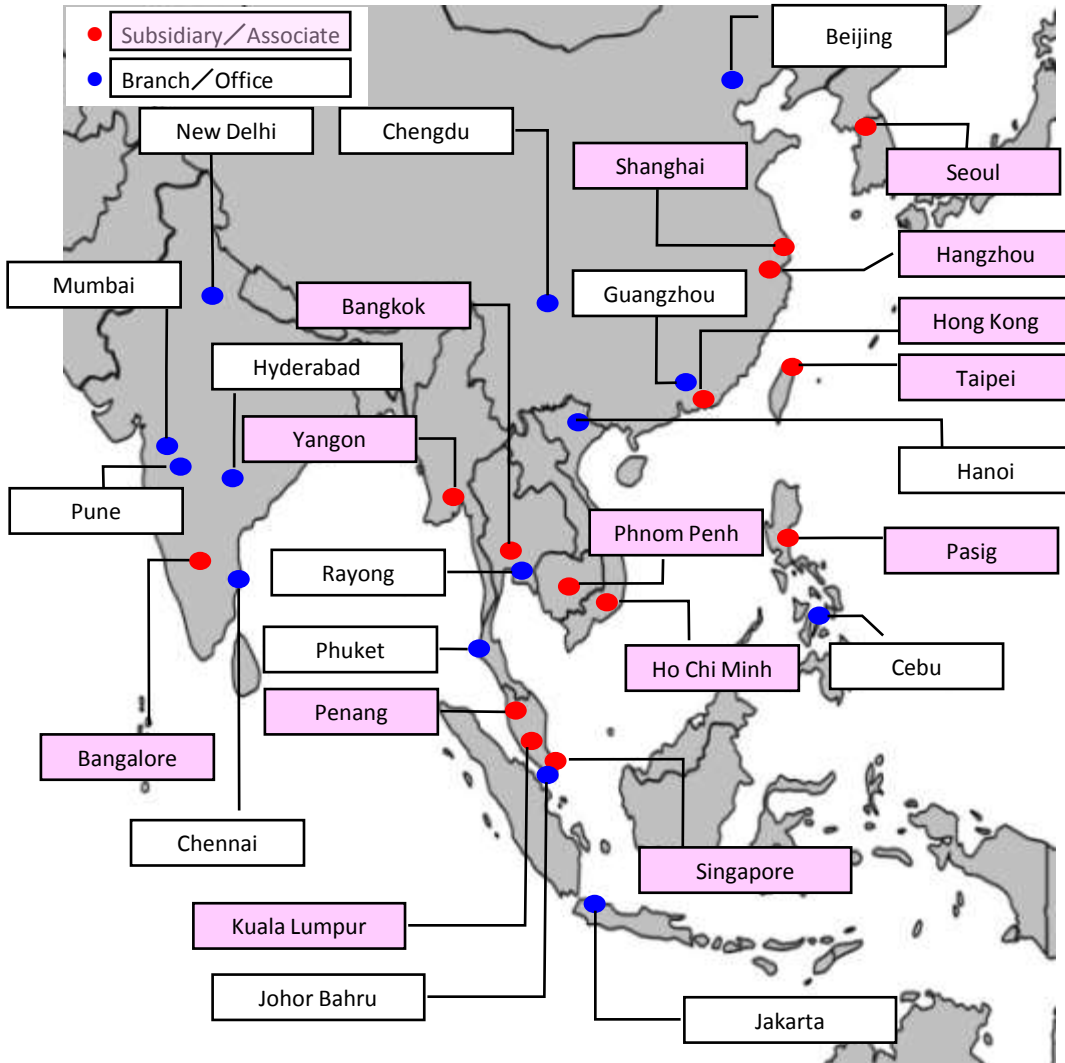 Subsidiary／Associate
Branch／Office
Beijing
New Delhi
Chengdu
Shanghai
Seoul
Hangzhou
Mumbai
Bangkok
Guangzhou
Hong Kong
Hyderabad
Taipei
Yangon
Hanoi
Pune
Phnom Penh
Pasig
Rayong
Phuket
Ho Chi Minh
Cebu
Penang
Bangalore
Chennai
Singapore
Kuala Lumpur
Johor Bahru
Jakarta